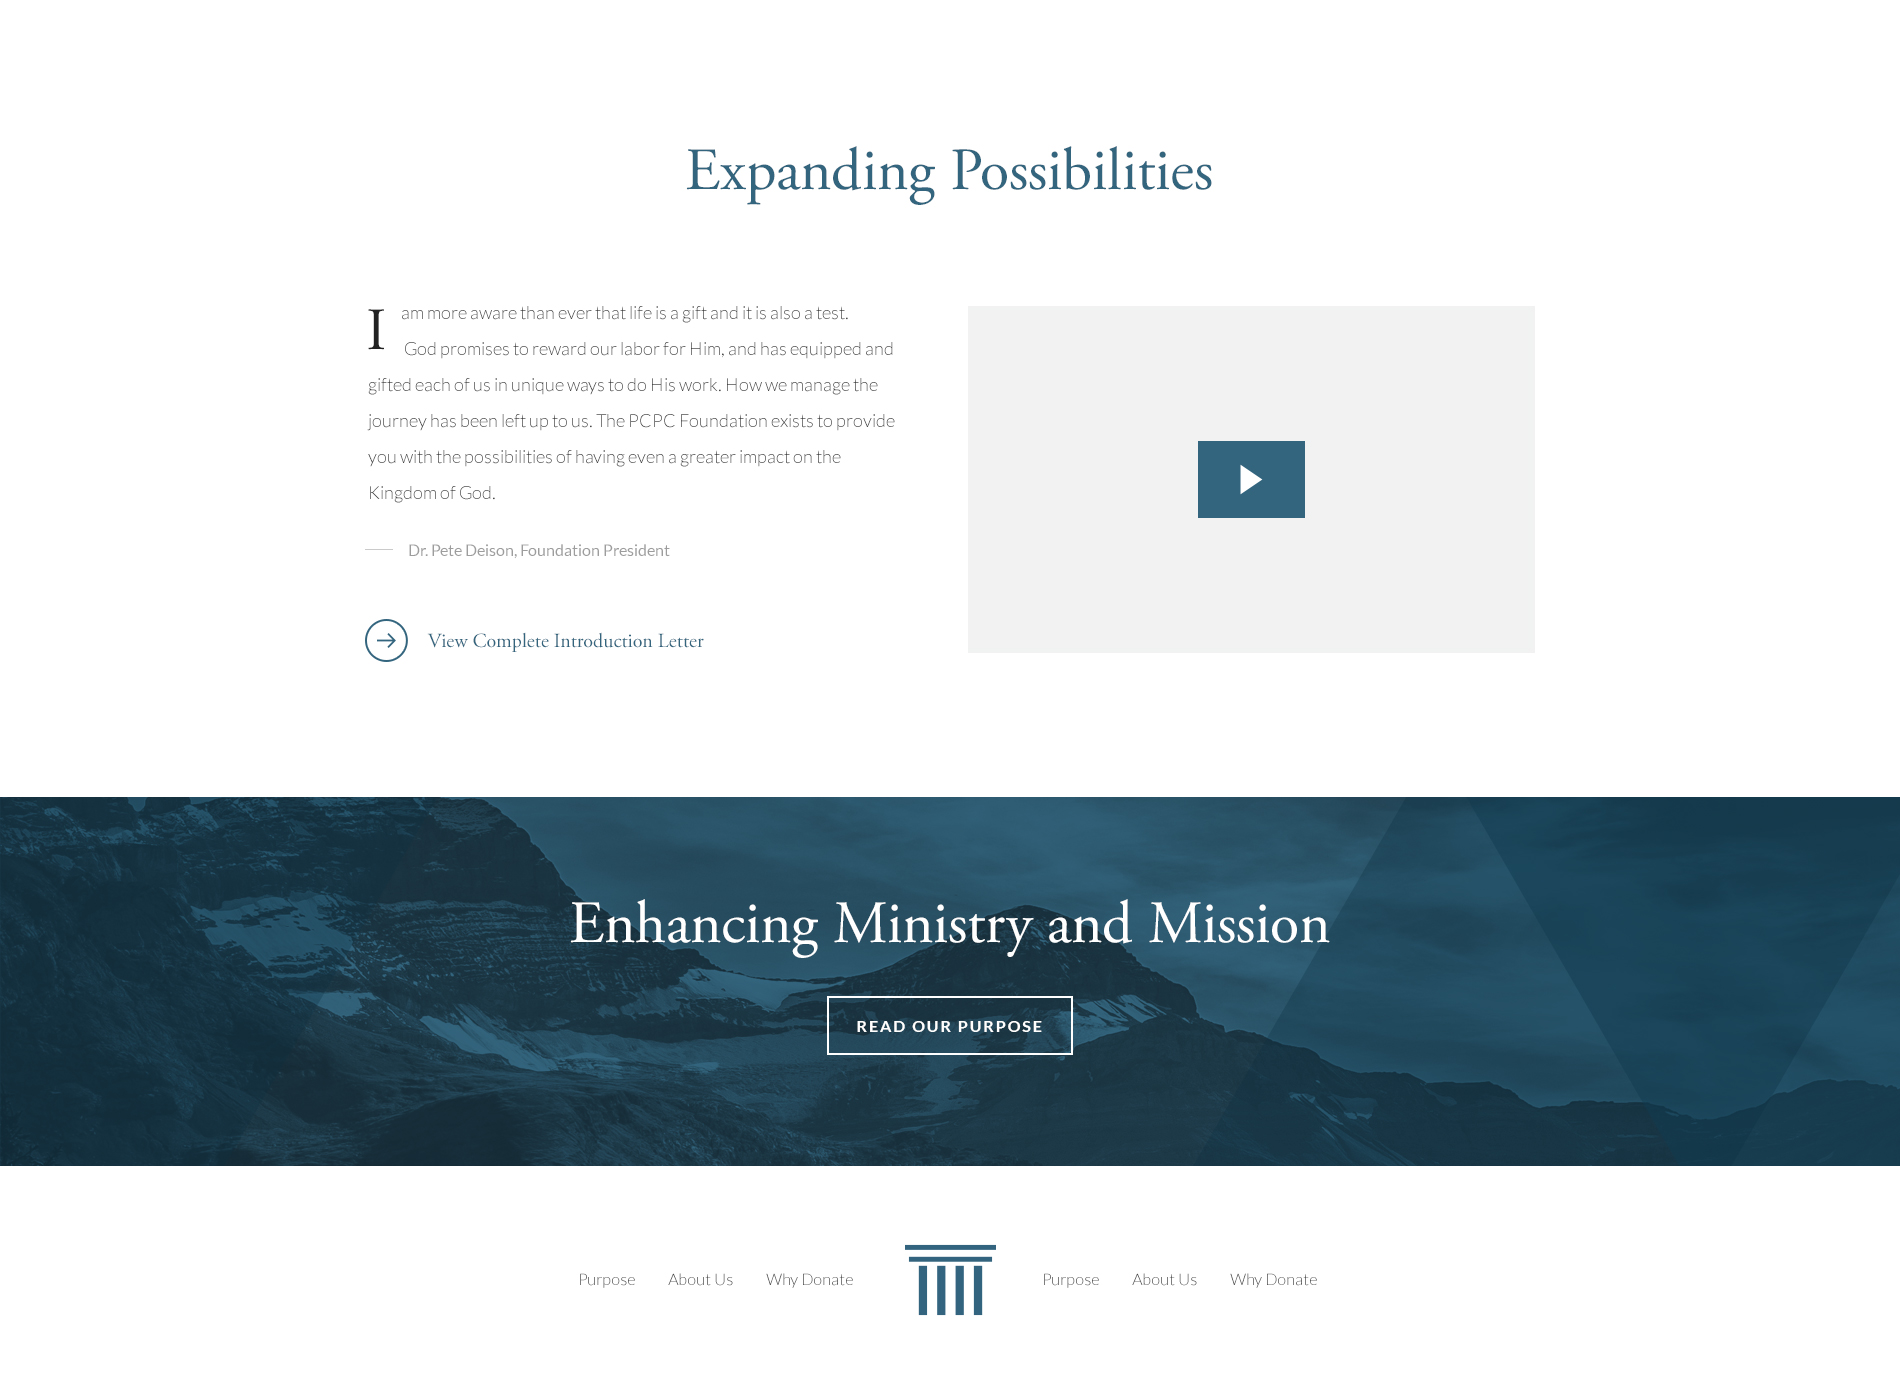 Expanding Possibilities
I am more aware than ever that life is a gift and it is also a test.
God promises to reward our labor for Him, and has equipped and
gifted each of us in unique ways to do His work. How we manage the
journey has been left up to us. The PCPC Foundation exists to provide
you with the possibilities of having even a greater impact on the
Kingdom of God.
Dr. Pete Deison, Foundation President
View Complete Introduction Letter
Enhancing Ministry and Mission
READ OUR PURPOSE
Purpose About Us Why Donate Purpose About Us Why Donate